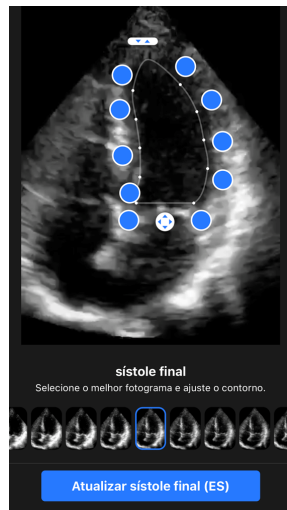 sístole final
Selecione o melhor fotograma e ajuste o contorno.
Atualizar sístole final (ES)